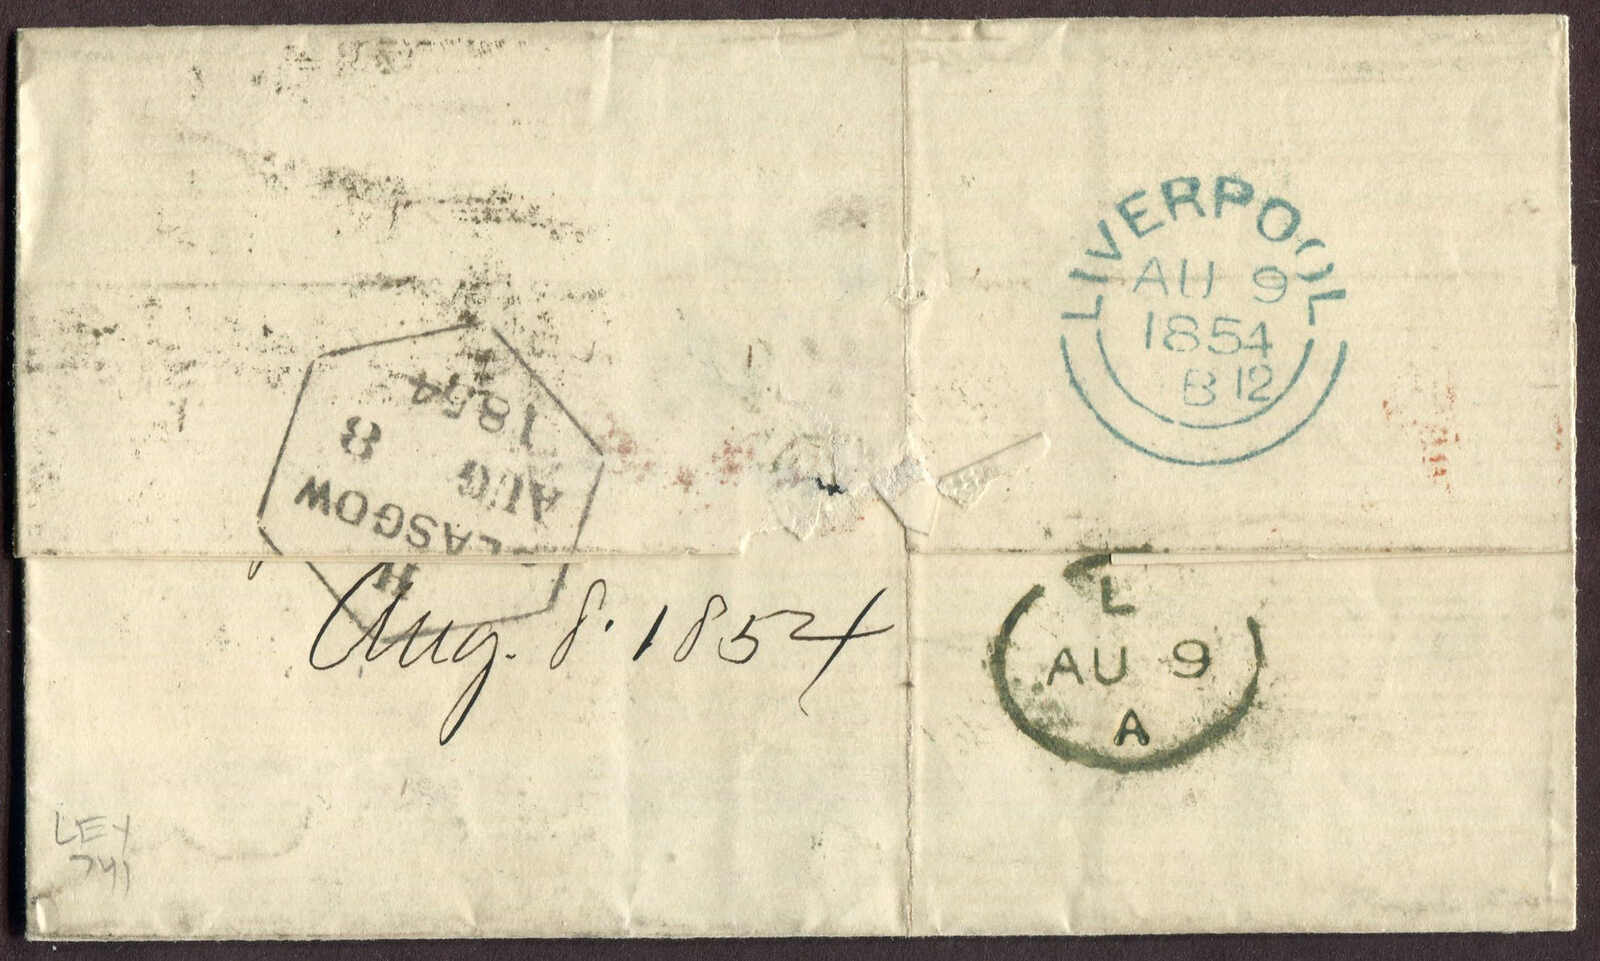 LIVERPOOL
AU 9
1854
B 12
H
GLASGOW
AUG 8
1854
Aug. 8. 1854
L
AU 9
A
LEY
741